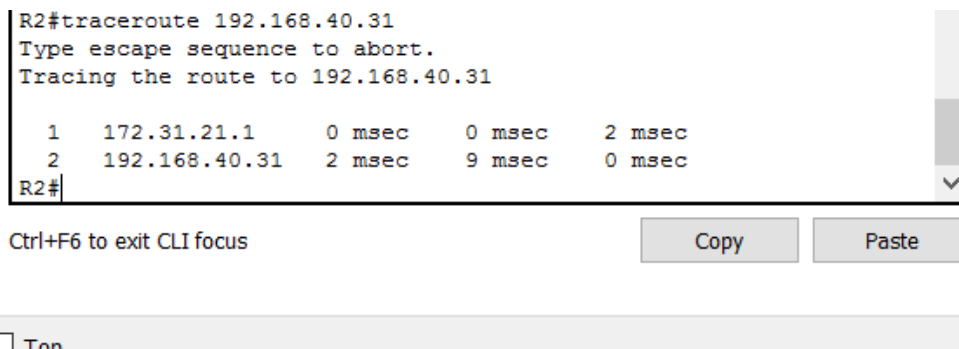 R2#traceroute 192.168.40.31
Type escape sequence to abort.
Tracing the route to 192.168.40.31
1 172.31.21.1 0 msec 0 msec 2 msec
2 192.168.40.31 2 msec 9 msec 0 msec
R2#
Ctrl+F6 to exit CLI focus Copy Paste
Top